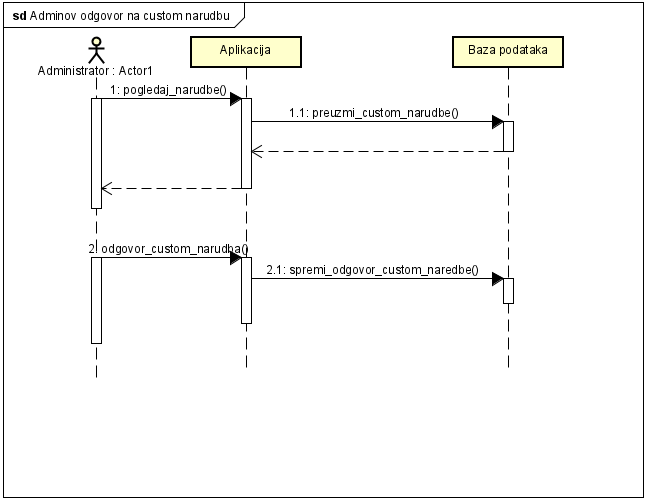 sd Adminov odgovor na custom narudbu
Administrator : Actor1
Aplikacija
Baza podataka
1: pogledaj_narudbe()
1.1: preuzmi_custom_narudbe()
2: odgovor_custom_narudba()
2.1: spremi_odgovor_custom_naredbe()